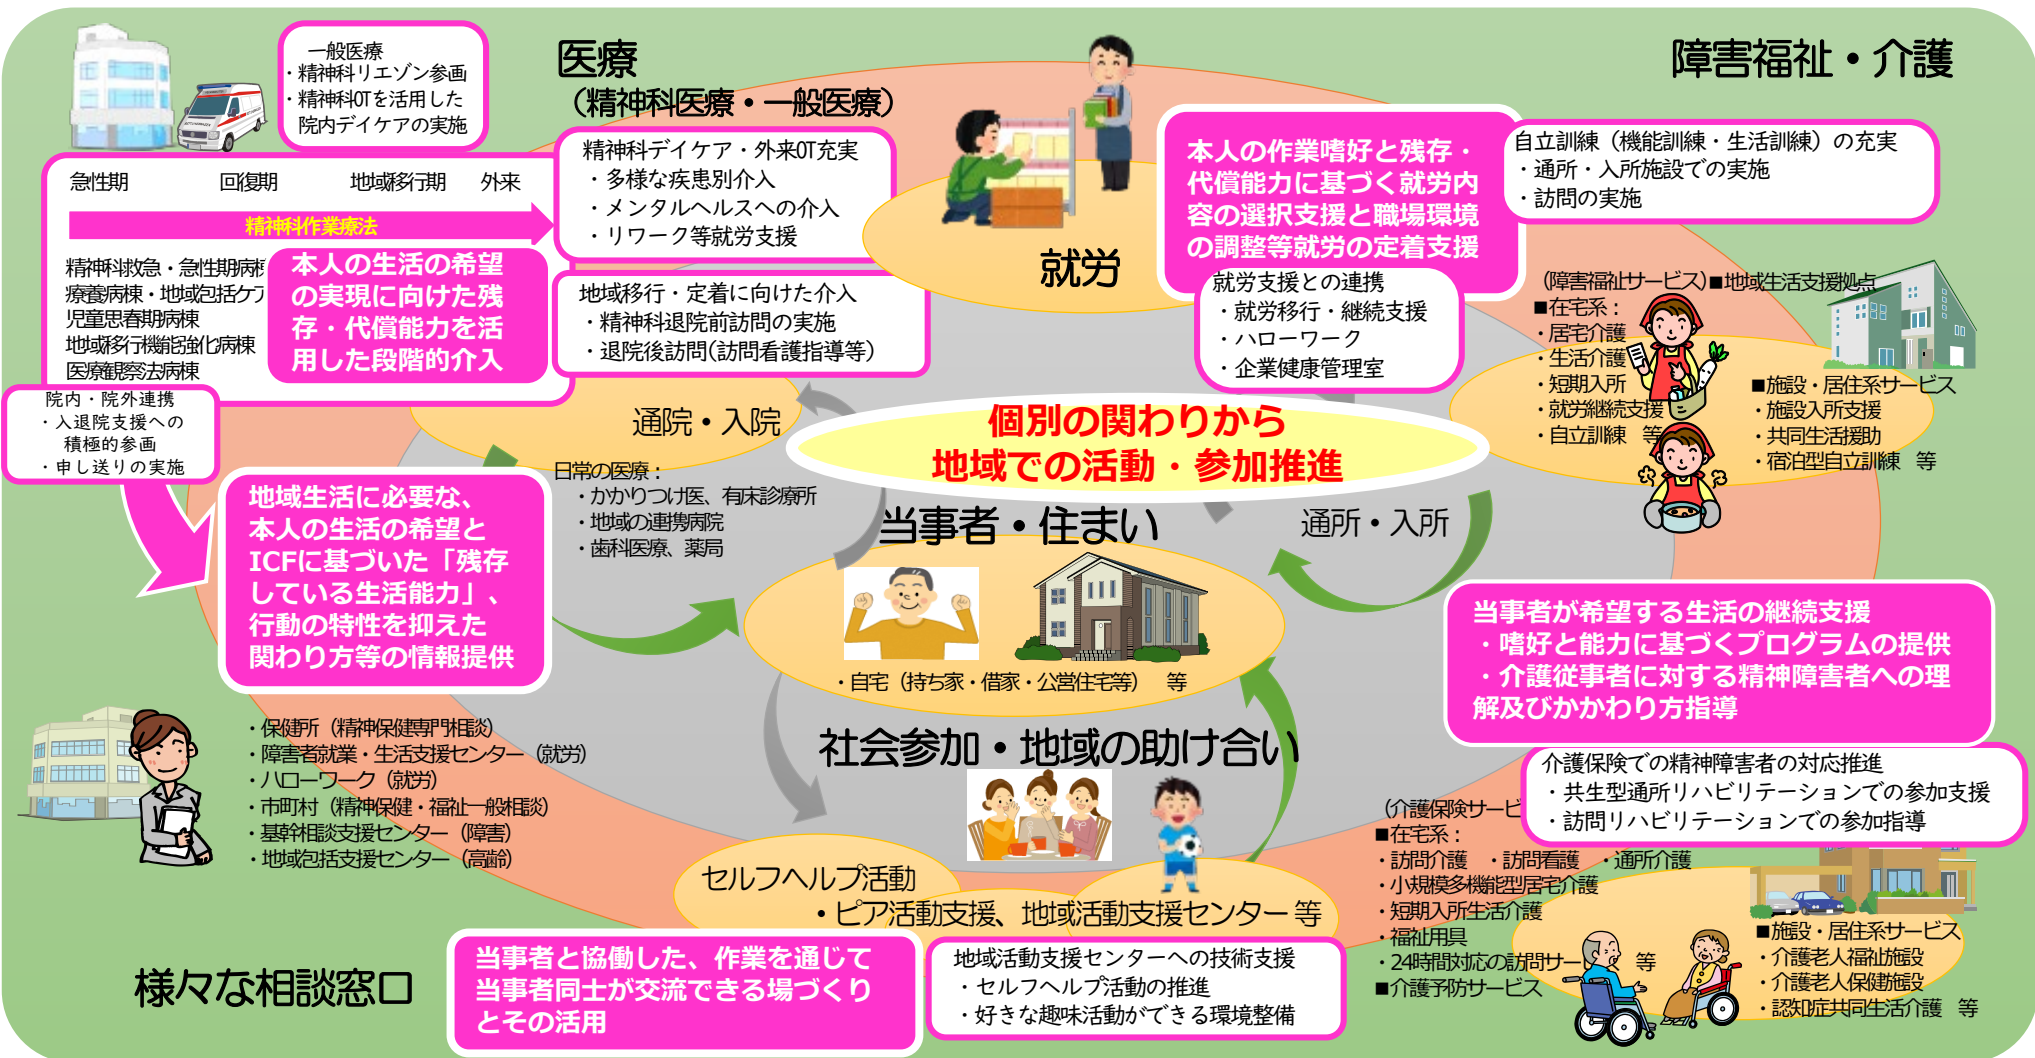 一般医療
・精神科リエゾン参画
・精神科OTを活用した
院内デイケアの実施
医療
（精神科医療・一般医療）
障害福祉・介護
急性期　回復期　地域移行期　外来
精神科作業療法
精神科救急・急性期病棟
療養病棟・地域包括ケア
児童思春期病棟
地域移行機能強化病棟
医療観察法病棟
本人の生活の希望
の実現に向けた残
存・代償能力を活
用した段階的介入
精神科デイケア・外来OT充実
・多様な疾患別介入
・メンタルヘルスへの介入
・リワーク等就労支援
地域移行・定着に向けた介入
・精神科退院前訪問の実施
・退院後訪問(訪問看護指導等)
就労
本人の作業嗜好と残存・
代償能力に基づく就労内
容の選択支援と職場環境
の調整等就労の定着支援
就労支援との連携
・就労移行・継続支援
・ハローワーク
・企業健康管理室
自立訓練（機能訓練・生活訓練）の充実
・通所・入所施設での実施
・訪問の実施
（障害福祉サービス）■地域生活支援拠点
■在宅系：
・居宅介護
・生活介護
・短期入所
・就労継続支援
・自立訓練　等
■施設・居住系サービス
・施設入所支援
・共同生活援助
・宿泊型自立訓練　等
院内・院外連携
・入退院支援への
積極的参画
・申し送りの実施
通院・入院
個別の関わりから
地域での活動・参加推進
日常の医療：
・かかりつけ医、有床診療所
・地域の連携病院
・歯科医療、薬局
地域生活に必要な、
本人の生活の希望と
ICFに基づいた「残存
している生活能力」、
行動の特性を抑えた
関わり方等の情報提供
当事者・住まい
通所・入所
・自宅（持ち家・借家・公営住宅等）　等
当事者が希望する生活の継続支援
・嗜好と能力に基づくプログラムの提供
・介護従事者に対する精神障害者への理
解及びかかわり方指導
・保健所（精神保健専門相談）
・障害者就業・生活支援センター（就労）
・ハローワーク（就労）
・市町村（精神保健・福祉一般相談）
・基幹相談支援センター（障害）
・地域包括支援センター（高齢）
社会参加・地域の助け合い
介護保険での精神障害者の対応推進
・共生型通所リハビリテーションでの参加支援
・訪問リハビリテーションでの参加指導
（介護保険サービ
■在宅系：
・訪問介護　・訪問看護　・通所介護
・小規模多機能型居宅介護
・短期入所生活介護
・福祉用具
・24時間対応の訪問サー　等
■介護予防サービス
■施設・居住系サービス
・介護老人福祉施設
・介護老人保健施設
・認知症共同生活介護　等
セルフヘルプ活動
・ピア活動支援、地域活動支援センター 等
様々な相談窓口
当事者と協働した、作業を通じて
当事者同士が交流できる場づくり
とその活用
地域活動支援センターへの技術支援
・セルフヘルプ活動の推進
・好きな趣味活動ができる環境整備